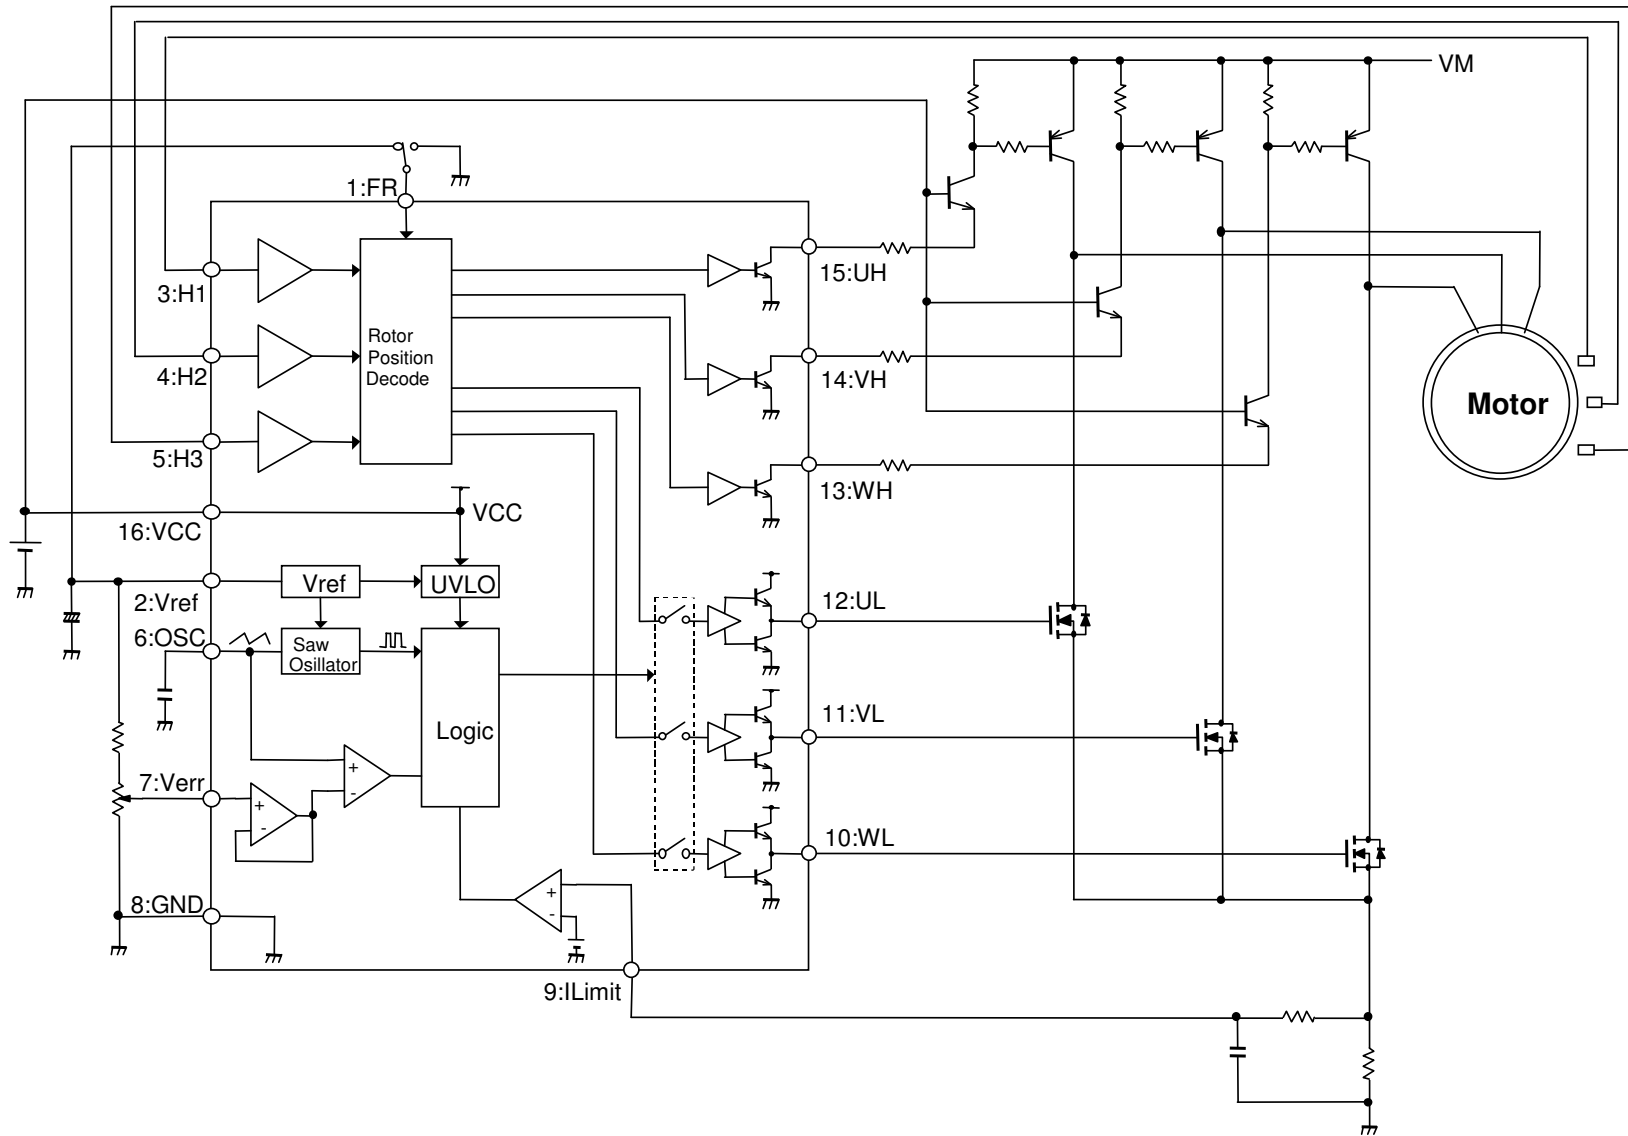 VM
1:FR
15:UH
3:H1
Rotor
Position
Decode
4:H2
14:VH
Motor
5:H3
13:WH
VCC
16:VCC
Vref
UVLO
2:Vref
12:UL
6:OSC
Saw
Osillator
11:VL
Logic
+
-
7:Verr
+
-
10:WL
8:GND
+
-
9:ILimit